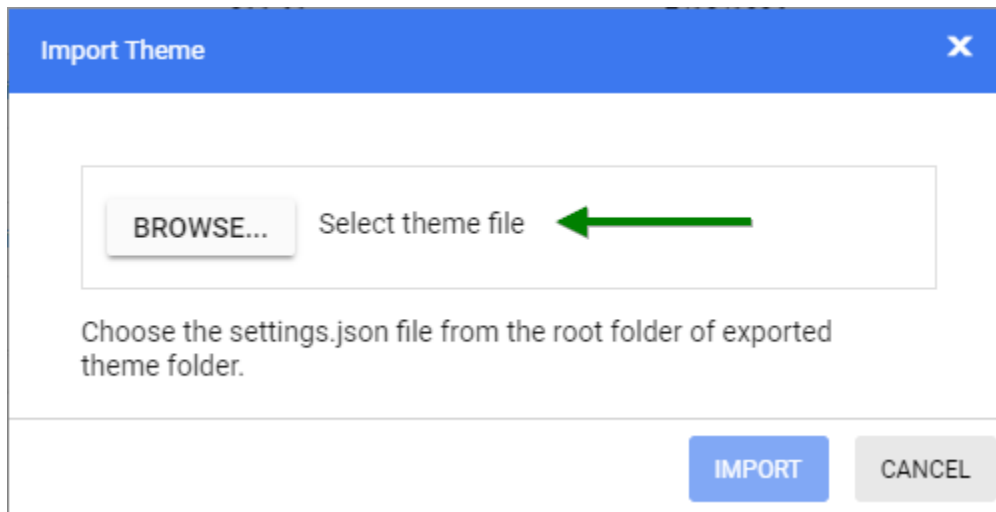 Import Theme
BROWSE... Select theme file
Choose the settings.json file from the root folder of exported
theme folder.
IMPORT CANCEL